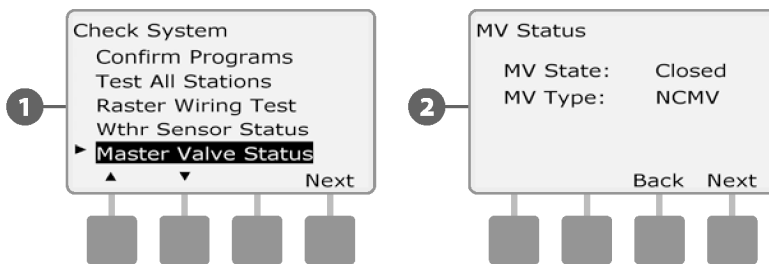 1
Check System
Confirm Programs
Test All Stations
Raster Wiring Test
Wthr Sensor Status
► Master Valve Status
▲ ▼ Next
2
MV Status
MV State: Closed
MV Type: NCMV
Back Next